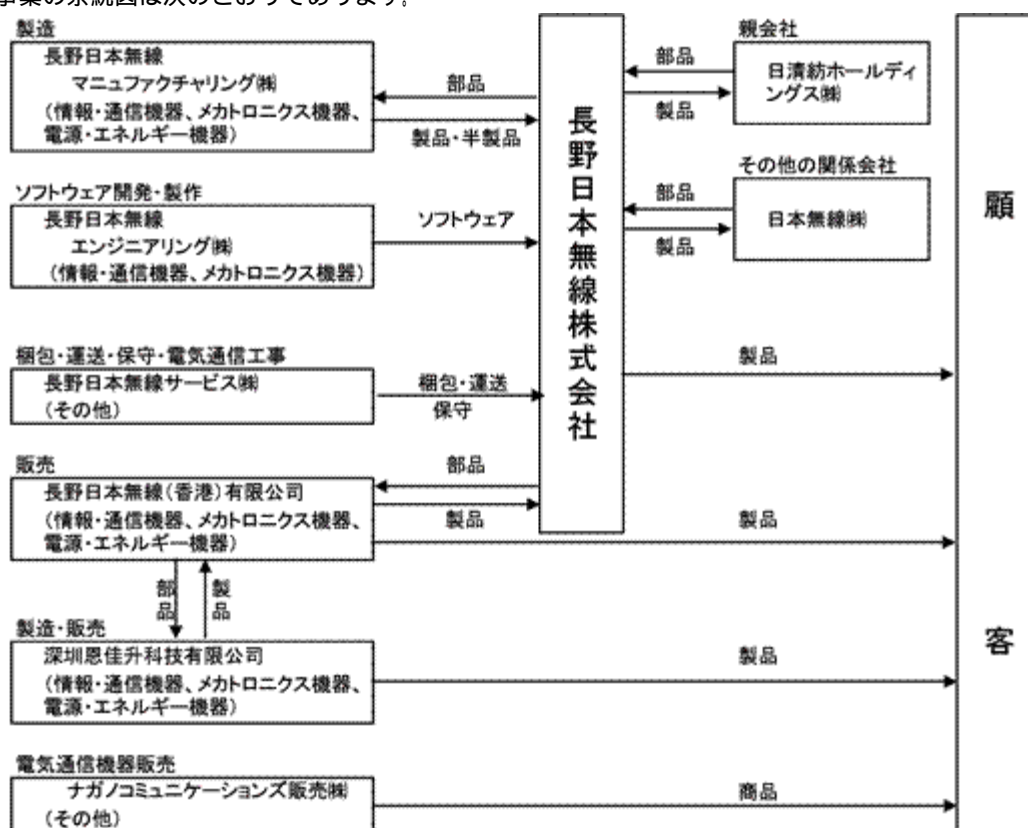 事業の系統図は次のとおりであります。
製造
長野日本無線
マニュファクチャリング㈱
(情報・通信機器、メカトロニクス機器、
電源・エネルギー機器)
部品
製品・半製品
ソフトウェア開発・製作
長野日本無線
エンジニアリング㈱
(情報・通信機器、メカトロニクス機器)
ソフトウェア
梱包・運送・保守・電気通信工事
長野日本無線サービス㈱
(その他)
梱包・運送
保守
販売
長野日本無線(香港)有限公司
(情報・通信機器、メカトロニクス機器、
電源・エネルギー機器)
部品
製品
部品
製品
製造・販売
深圳恩佳升科技有限公司
(情報・通信機器、メカトロニクス機器、
電源・エネルギー機器)
電気通信機器販売
ナガノコミュニケーションズ販売㈱
(その他)
長野日本無線株式会社
親会社
日清紡ホールディ
ングス㈱
部品
製品
その他の関係会社
日本無線㈱
部品
製品
製品
製品
製品
商品
顧客